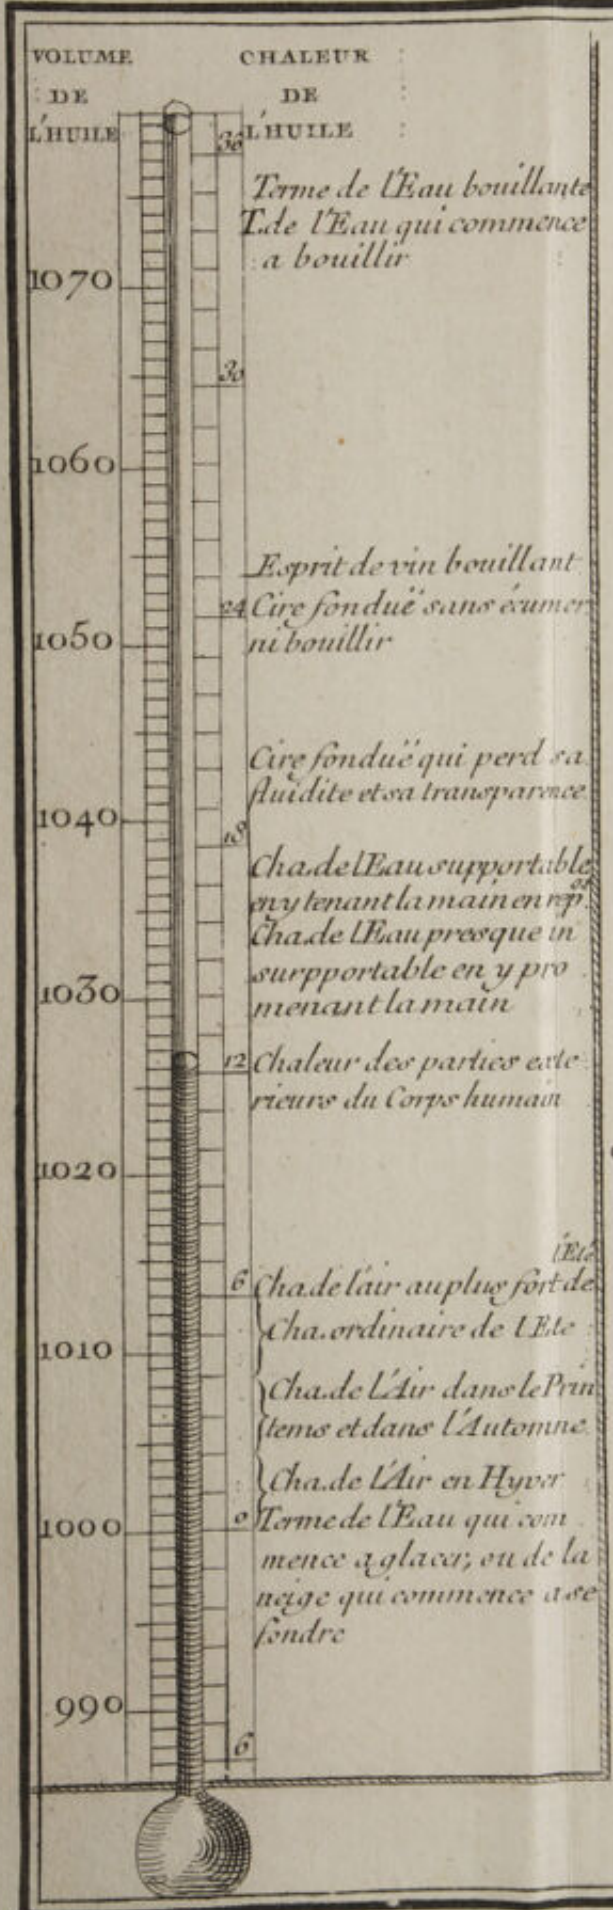 VOLUME
DE
L'HUILE
CHALEUR
DE
L'HUILE
36
Terme de l'Eau bouillante
T. de l'Eau qui commence
a bouillir
1070
30
1060
Esprit de vin bouillant
24 Cire fonduë sans écumer
ni bouillir
1050
Cire fonduë qui perd sa
fluidite et sa transparence
1040
18
Cha. de l'Eau supportable
en y tenant la main en rep.os
Cha. de l'Eau presque in
surpportable en y pro
menant la main
1030
12 Chaleur des parties exte
rieurs du Corps humain
1020
l'Eté
6 Cha. de l'air au plus fort de
Cha. ordinaire de l'Ete
1010
Cha. de l'Air dans le Prin
tems et dans l'Automne
Cha. de l'Air en Hyver
1000
0 Terme de l'Eau qui com
mence a glacer, ou de la
neige qui commence a se
fondre
990
6